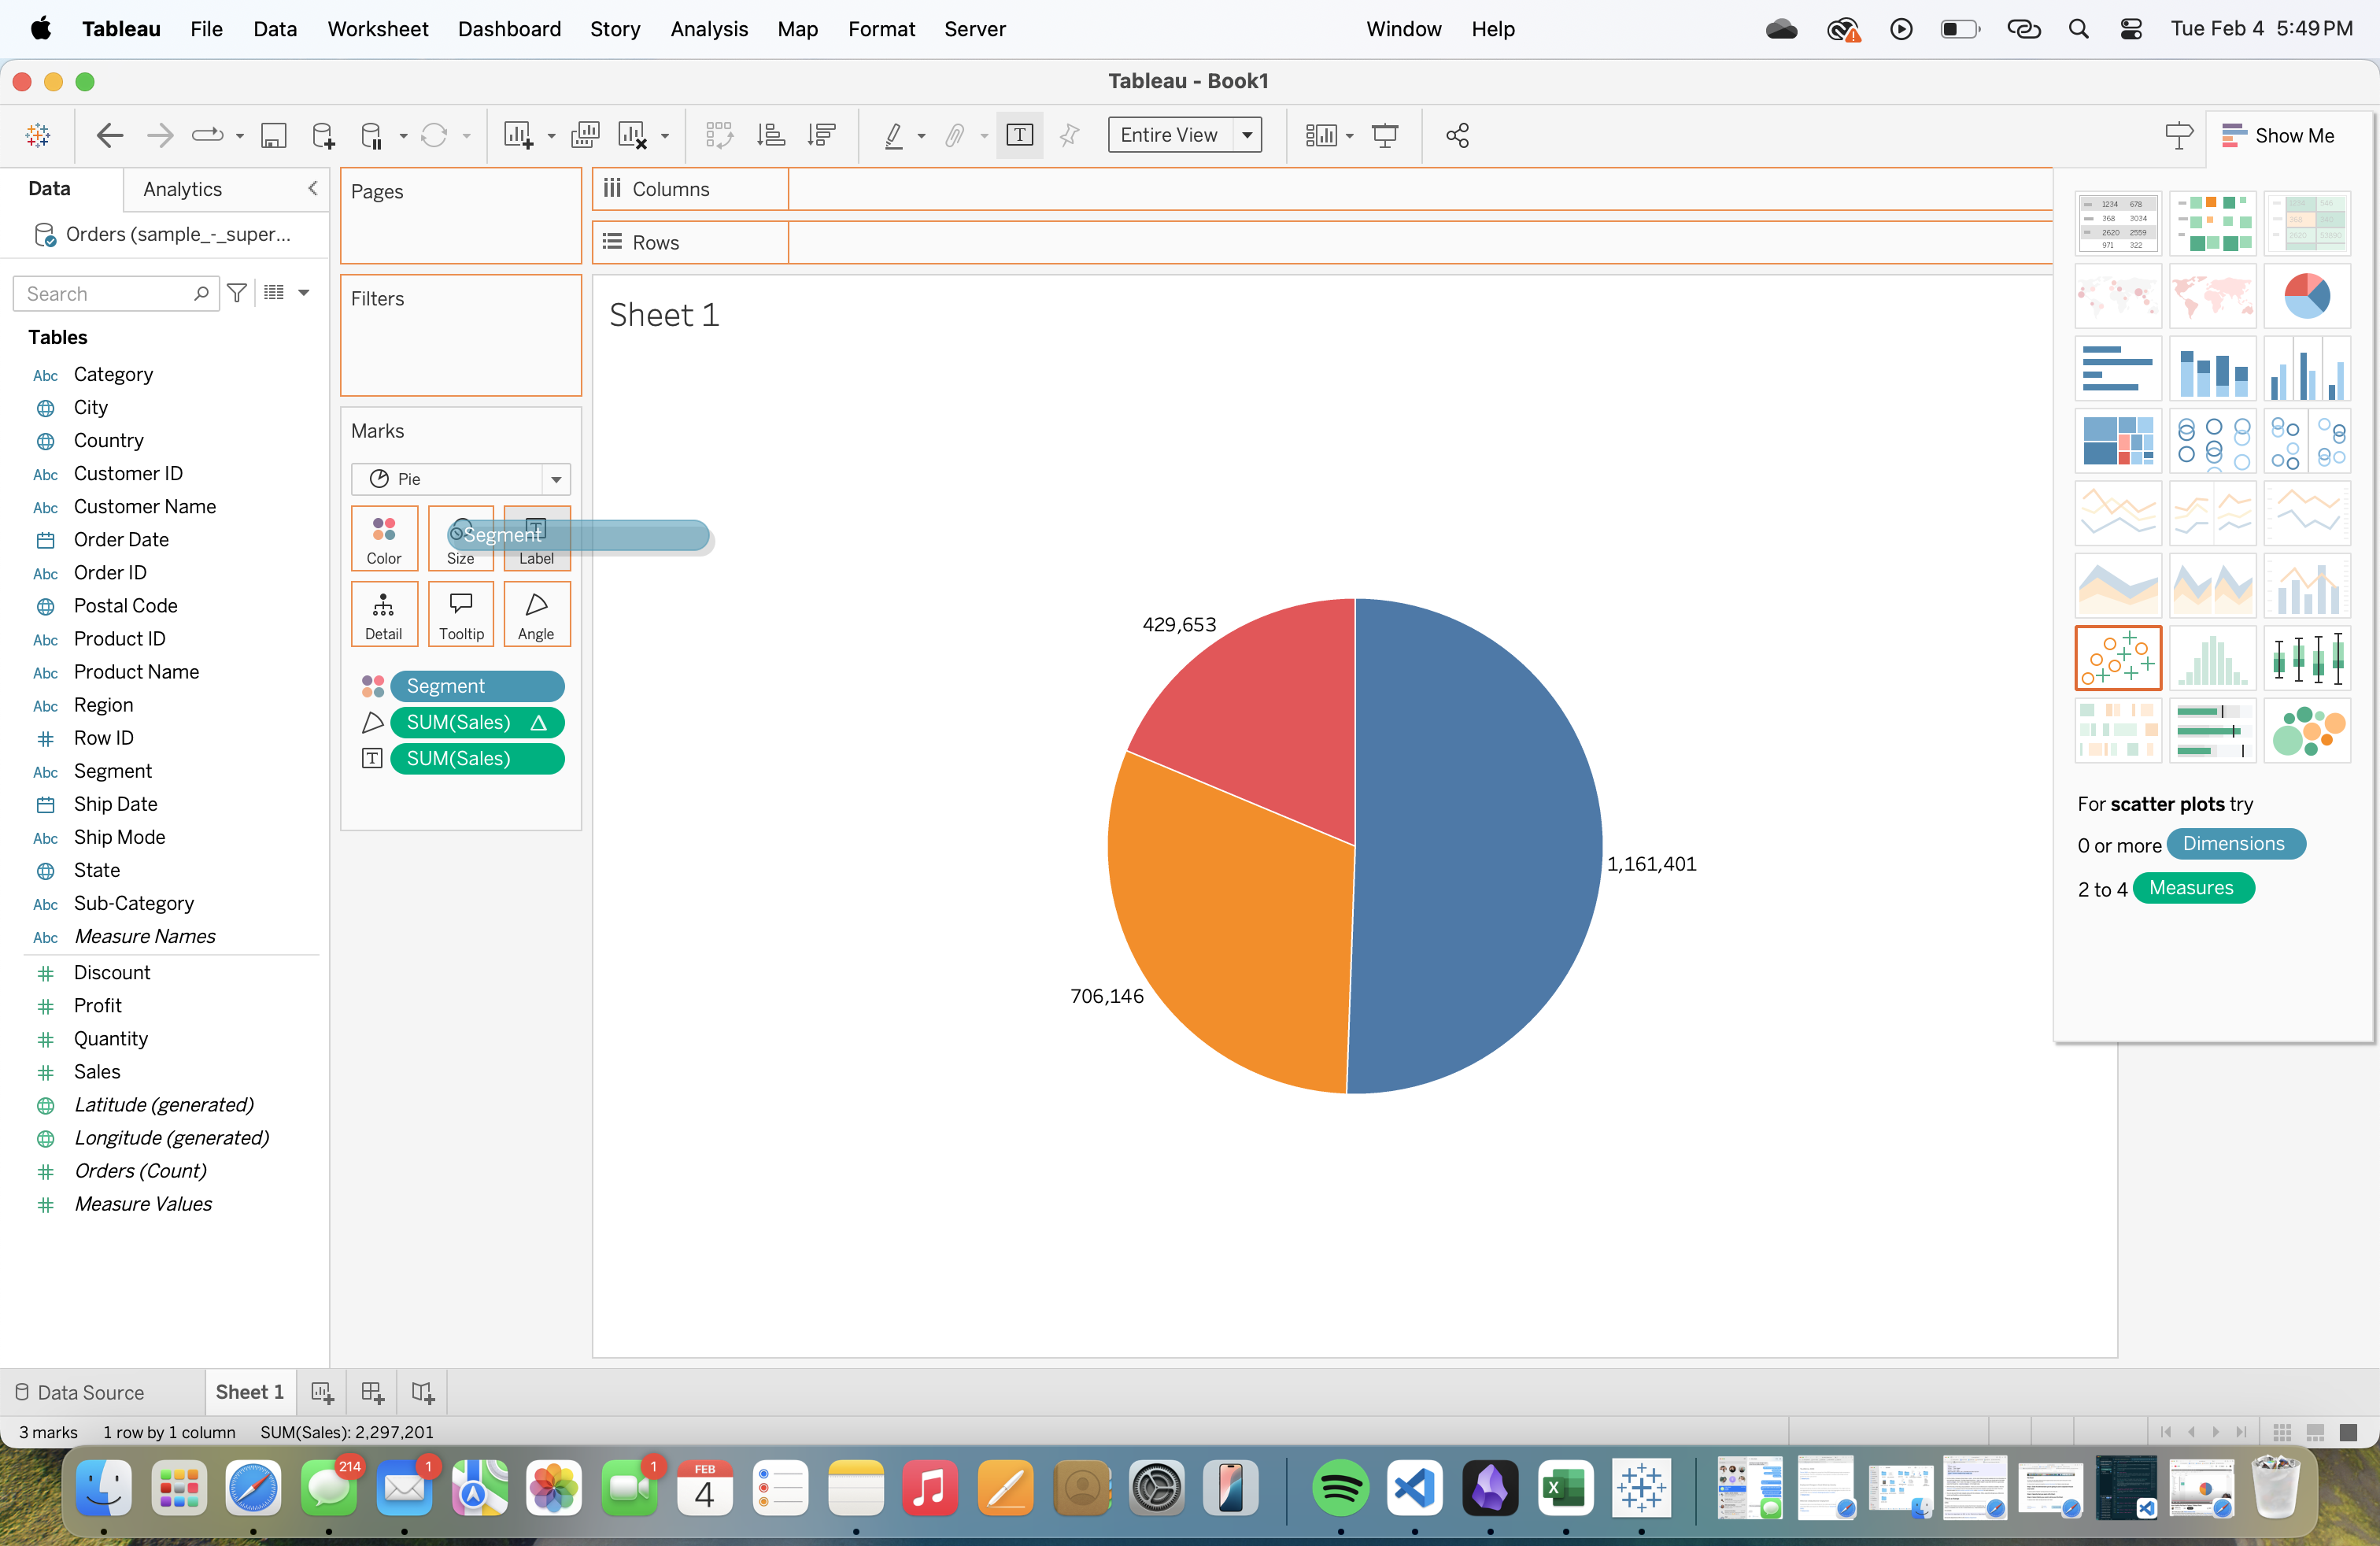 Tableau File Data Worksheet Dashboard Story Analysis Map Format Server Window Help Tue Feb 4 5:49 PM
Tableau - Book1
Entire View
Show Me
Data Analytics
Pages
Columns
Orders (sample_-_super...
Rows
Search
Filters
Sheet 1
Tables
Abc Category
City
Country
Abc Customer ID
Abc Customer Name
Order Date
Abc Order ID
Postal Code
Abc Product ID
Abc Product Name
Abc Region
Row ID
Abc Segment
Ship Date
Abc Ship Mode
State
Abc Sub-Category
Abc Measure Names
Discount
Profit
Quantity
Sales
Latitude (generated)
Longitude (generated)
Orders (Count)
Measure Values
Marks
Pie
Segment
Color Size Label
Detail Tooltip Angle
Segment
SUM(Sales)
SUM(Sales)
429,653
1,161,401
706,146
1234 678
368 3034
2620 2559
971 322
For scatter plots try
0 or more Dimensions
2 to 4 Measures
Data Source Sheet 1
3 marks 1 row by 1 column SUM(Sales): 2,297,201
214
1
1
FEB
4